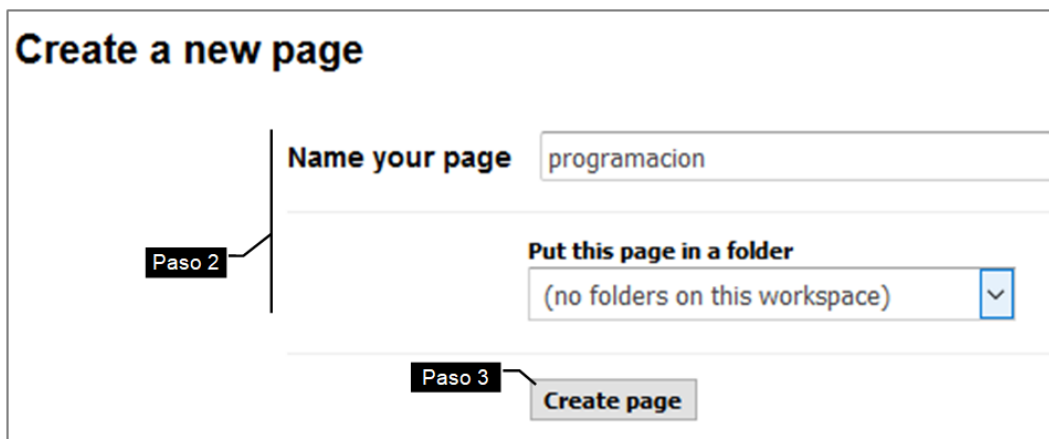 Create a new page
Name your page programacion
Put this page in a folder
Paso 2
(no folders on this workspace)
Paso 3
Create page